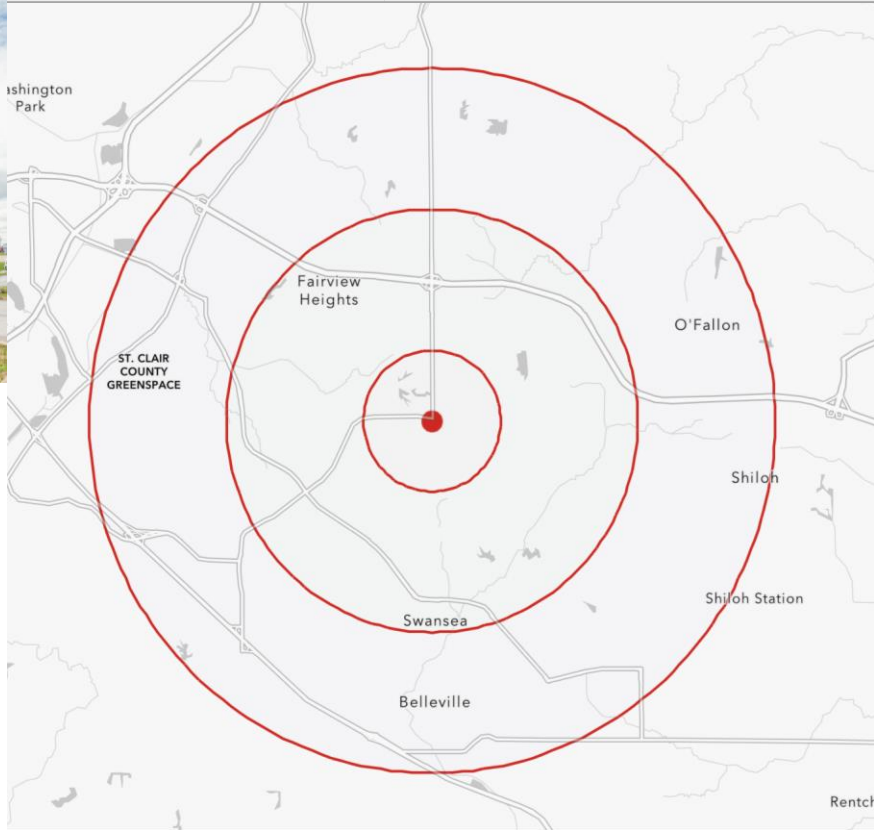 ashington
Park
Fairview
Heights
O'Fallon
ST. CLAIR
COUNTY
GREENSPACE
Shiloh
Shiloh Station
Swansea
Belleville
Rentch